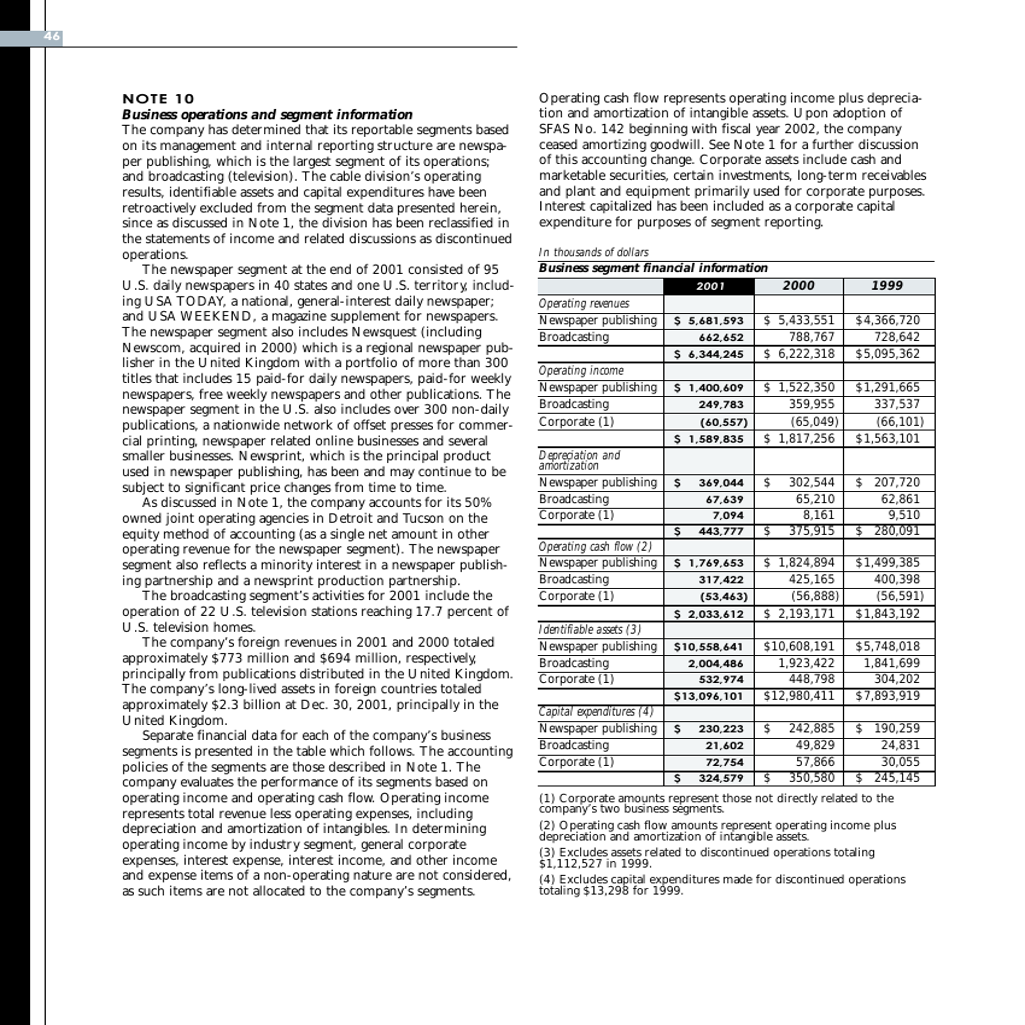 46
NOTE 10
Business operations and segment information
The company has determined that its reportable segments based
on its management and internal reporting structure are newspa-
per publishing, which is the largest segment of its operations;
and broadcasting (television). The cable division's operating
results, identifiable assets and capital expenditures have been
retroactively excluded from the segment data presented herein,
since as discussed in Note 1, the division has been reclassified in
the statements of income and related discussions as discontinued
operations.
The newspaper segment at the end of 2001 consisted of 95
U.S. daily newspapers in 40 states and one U.S. territory, includ-
ing USA TODAY, a national, general-interest daily newspaper;
and USA WEEKEND, a magazine supplement for newspapers.
The newspaper segment also includes Newsquest (including
Newscom, acquired in 2000) which is a regional newspaper pub-
lisher in the United Kingdom with a portfolio of more than 300
titles that includes 15 paid-for daily newspapers, paid-for weekly
newspapers, free weekly newspapers and other publications. The
newspaper segment in the U.S. also includes over 300 non-daily
publications, a nationwide network of offset presses for commer-
cial printing, newspaper related online businesses and several
smaller businesses. Newsprint, which is the principal product
used in newspaper publishing, has been and may continue to be
subject to significant price changes from time to time.
As discussed in Note 1, the company accounts for its 50%
owned joint operating agencies in Detroit and Tucson on the
equity method of accounting (as a single net amount in other
operating revenue for the newspaper segment). The newspaper
segment also reflects a minority interest in a newspaper publish-
ing partnership and a newsprint production partnership.
The broadcasting segment's activities for 2001 include the
operation of 22 U.S. television stations reaching 17.7 percent of
U.S. television homes.
The company's foreign revenues in 2001 and 2000 totaled
approximately $773 million and $694 million, respectively,
principally from publications distributed in the United Kingdom.
The company's long-lived assets in foreign countries totaled
approximately $2.3 billion at Dec. 30, 2001, principally in the
United Kingdom.
Separate financial data for each of the company's business
segments is presented in the table which follows. The accounting
policies of the segments are those described in Note 1. The
company evaluates the performance of its segments based on
operating income and operating cash flow. Operating income
represents total revenue less operating expenses, including
depreciation and amortization of intangibles. In determining
operating income by industry segment, general corporate
expenses, interest expense, interest income, and other income
and expense items of a non-operating nature are not considered,
as such items are not allocated to the company's segments.
Operating cash flow represents operating income plus deprecia-
tion and amortization of intangible assets. Upon adoption of
SFAS No. 142 beginning with fiscal year 2002, the company
ceased amortizing goodwill. See Note 1 for a further discussion
of this accounting change. Corporate assets include cash and
marketable securities, certain investments, long-term receivables
and plant and equipment primarily used for corporate purposes.
Interest capitalized has been included as a corporate capital
expenditure for purposes of segment reporting.
In thousands of dollars
Business segment financial information
2001 2000 1999
Operating revenues
Newspaper publishing $ 5,681,593 $ 5,433,551 $4,366,720
Broadcasting 662,652 788,767 728,642
$ 6,344,245 $ 6,222,318 $5,095,362
Operating income
Newspaper publishing $ 1,400,609 $ 1,522,350 $1,291,665
Broadcasting 249,783 359,955 337,537
Corporate (1) (60,557) (65,049) (66,101)
$ 1,589,835 $ 1,817,256 $1,563,101
Depreciation and
amortization
Newspaper publishing $ 369,044 $ 302,544 $ 207,720
Broadcasting 67,639 65,210 62,861
Corporate (1) 7,094 8,161 9,510
$ 443,777 $ 375,915 $ 280,091
Operating cash flow (2)
Newspaper publishing $ 1,769,653 $ 1,824,894 $1,499,385
Broadcasting 317,422 425,165 400,398
Corporate (1) (53,463) (56,888) (56,591)
$ 2,033,612 $ 2,193,171 $1,843,192
Identifiable assets (3)
Newspaper publishing $10,558,641 $10,608,191 $5,748,018
Broadcasting 2,004,486 1,923,422 1,841,699
Corporate (1) 532,974 448,798 304,202
$13,096,101 $12,980,411 $7,893,919
Capital expenditures (4)
Newspaper publishing $ 230,223 $ 242,885 $ 190,259
Broadcasting 21,602 49,829 24,831
Corporate (1) 72,754 57,866 30,055
$ 324,579 $ 350,580 $ 245,145
(1) Corporate amounts represent those not directly related to the
company's two business segments.
(2) Operating cash flow amounts represent operating income plus
depreciation and amortization of intangible assets.
(3) Excludes assets related to discontinued operations totaling
$1,112,527 in 1999.
(4) Excludes capital expenditures made for discontinued operations
totaling $13,298 for 1999.